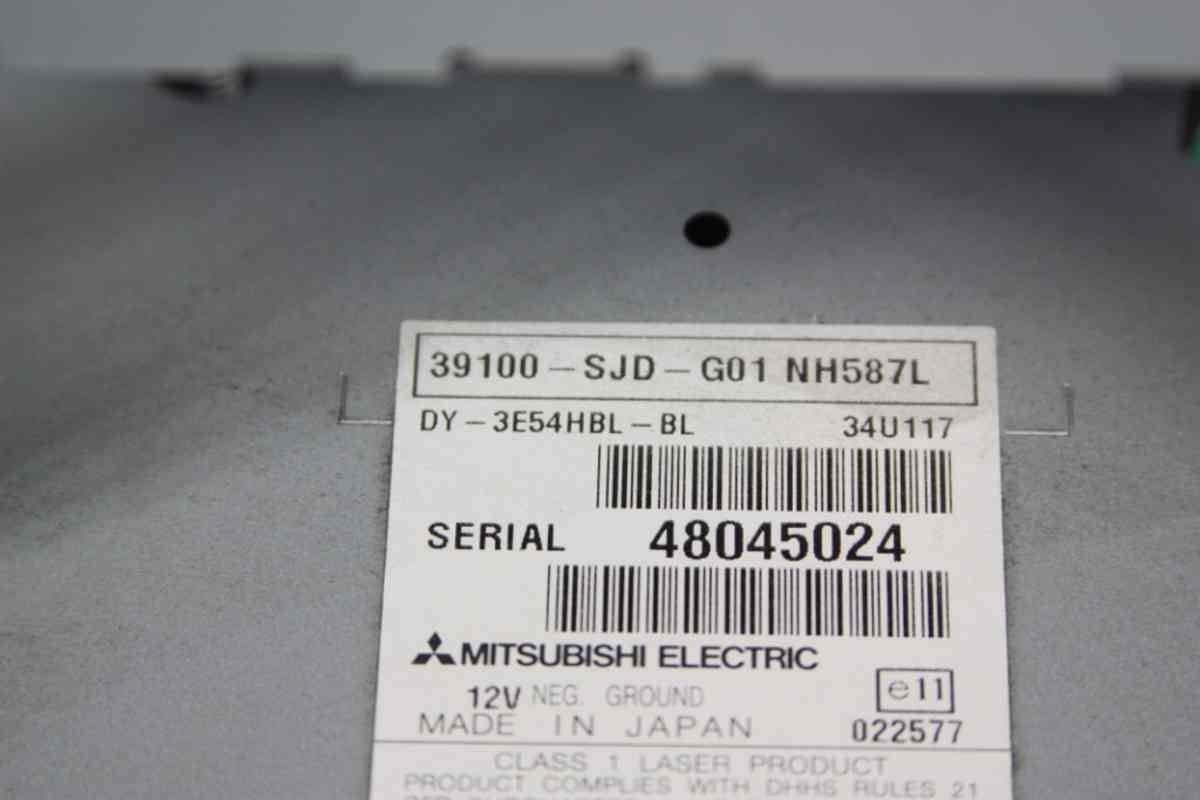 39100-SJD-G01 NH587L
DY-3E54HBL-BL 34U117
SERIAL 48045024
MITSUBISHI ELECTRIC
12V NEG. GROUND e11
MADE IN JAPAN 022577
CLASS 1 LASER PRODUCT
PRODUCT COMPLIES WITH DHHS RULES 21